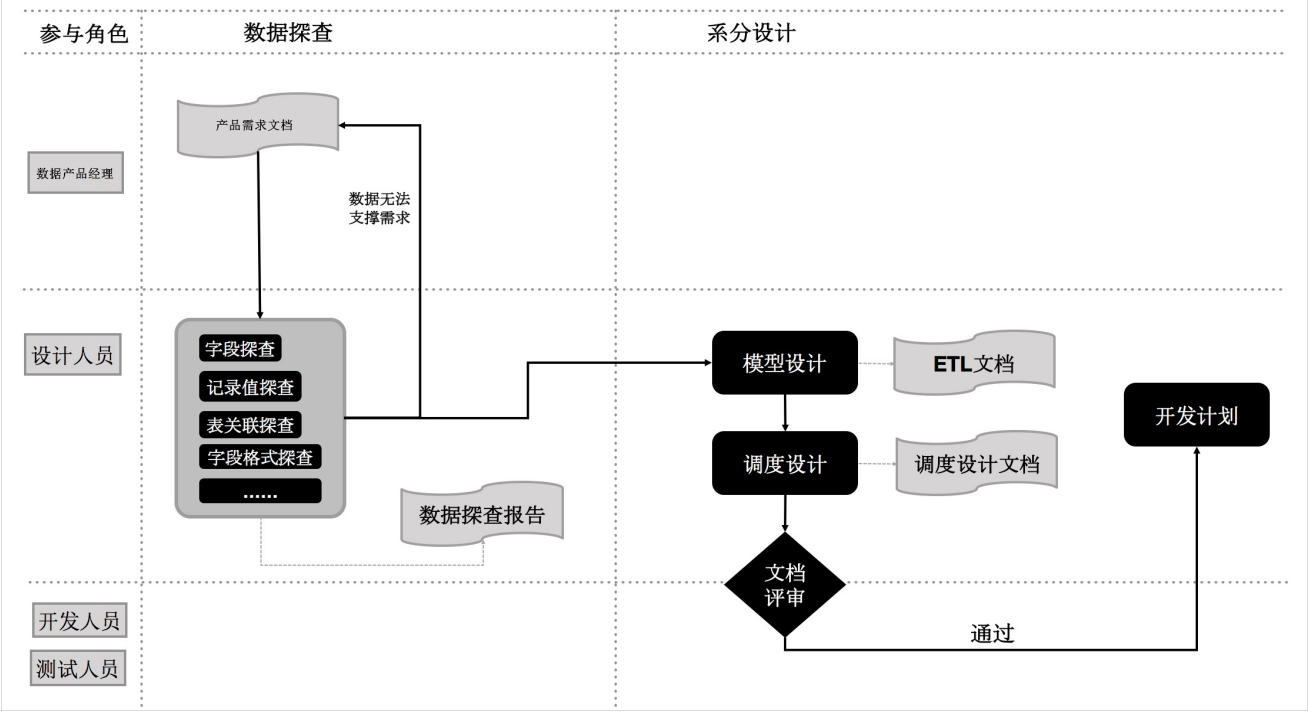 参与角色
数据探查
系分设计
产品需求文档
数据产品经理
数据无法
支撑需求
设计人员
字段探查
记录值探查
表关联探查
字段格式探查
......
数据探查报告
模型设计
ETL文档
调度设计
调度设计文档
开发计划
文档
评审
通过
开发人员
测试人员